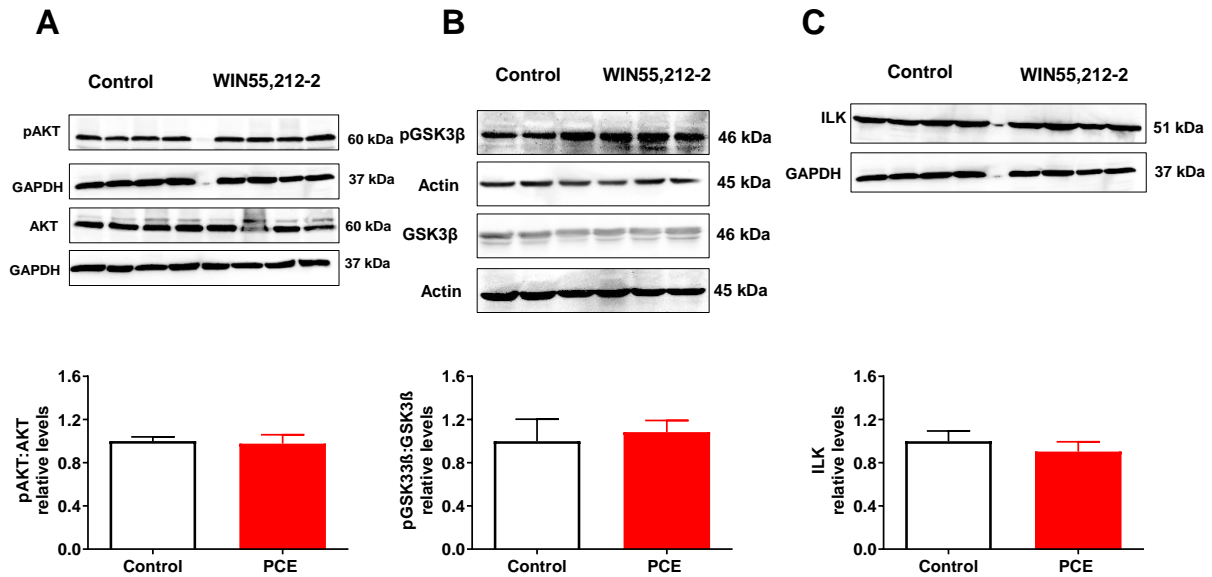 A
B
C
Control WIN55,212-2
pAKT 60 kDa
GAPDH 37 kDa
AKT 60 kDa
GAPDH 37 kDa
Control WIN55,212-2
pGSK3β 46 kDa
Actin 45 kDa
GSK3β 46 kDa
Actin 45 kDa
Control WIN55,212-2
ILK 51 kDa
GAPDH 37 kDa
pAKT:AKT
relative levels
1.6
1.2
0.8
0.4
0.0
Control PCE
pGSK33ß:GSK3ß
relative levels
1.6
1.2
0.8
0.4
0.0
Control PCE
ILK
relative levels
1.6
1.2
0.8
0.4
0.0
Control PCE